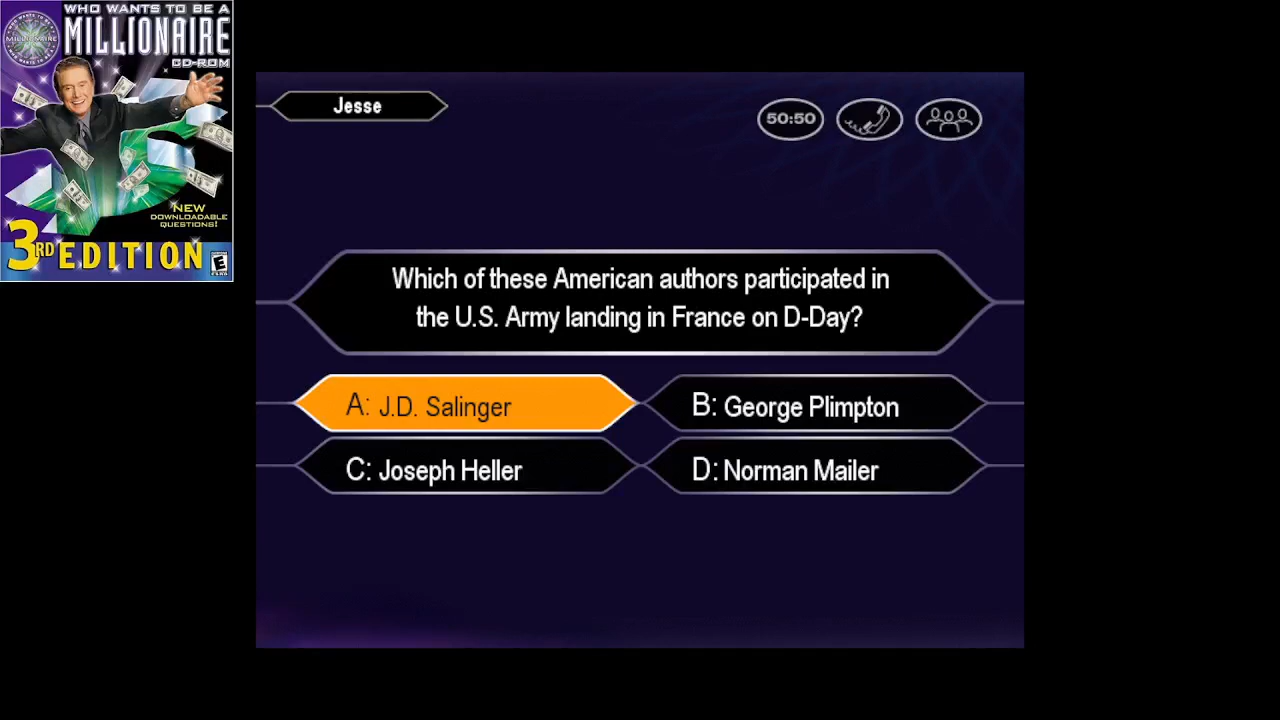 WHO WANTS TO BE A
MILLIONAIRE
CD-ROM
MILLIONAIRE
NEW
DOWNLOADABLE
QUESTIONS!
3RD EDITION
E
Jesse
50:50
Which of these American authors participated in
the U.S. Army landing in France on D-Day?
A: J.D. Salinger
B: George Plimpton
C: Joseph Heller
D: Norman Mailer